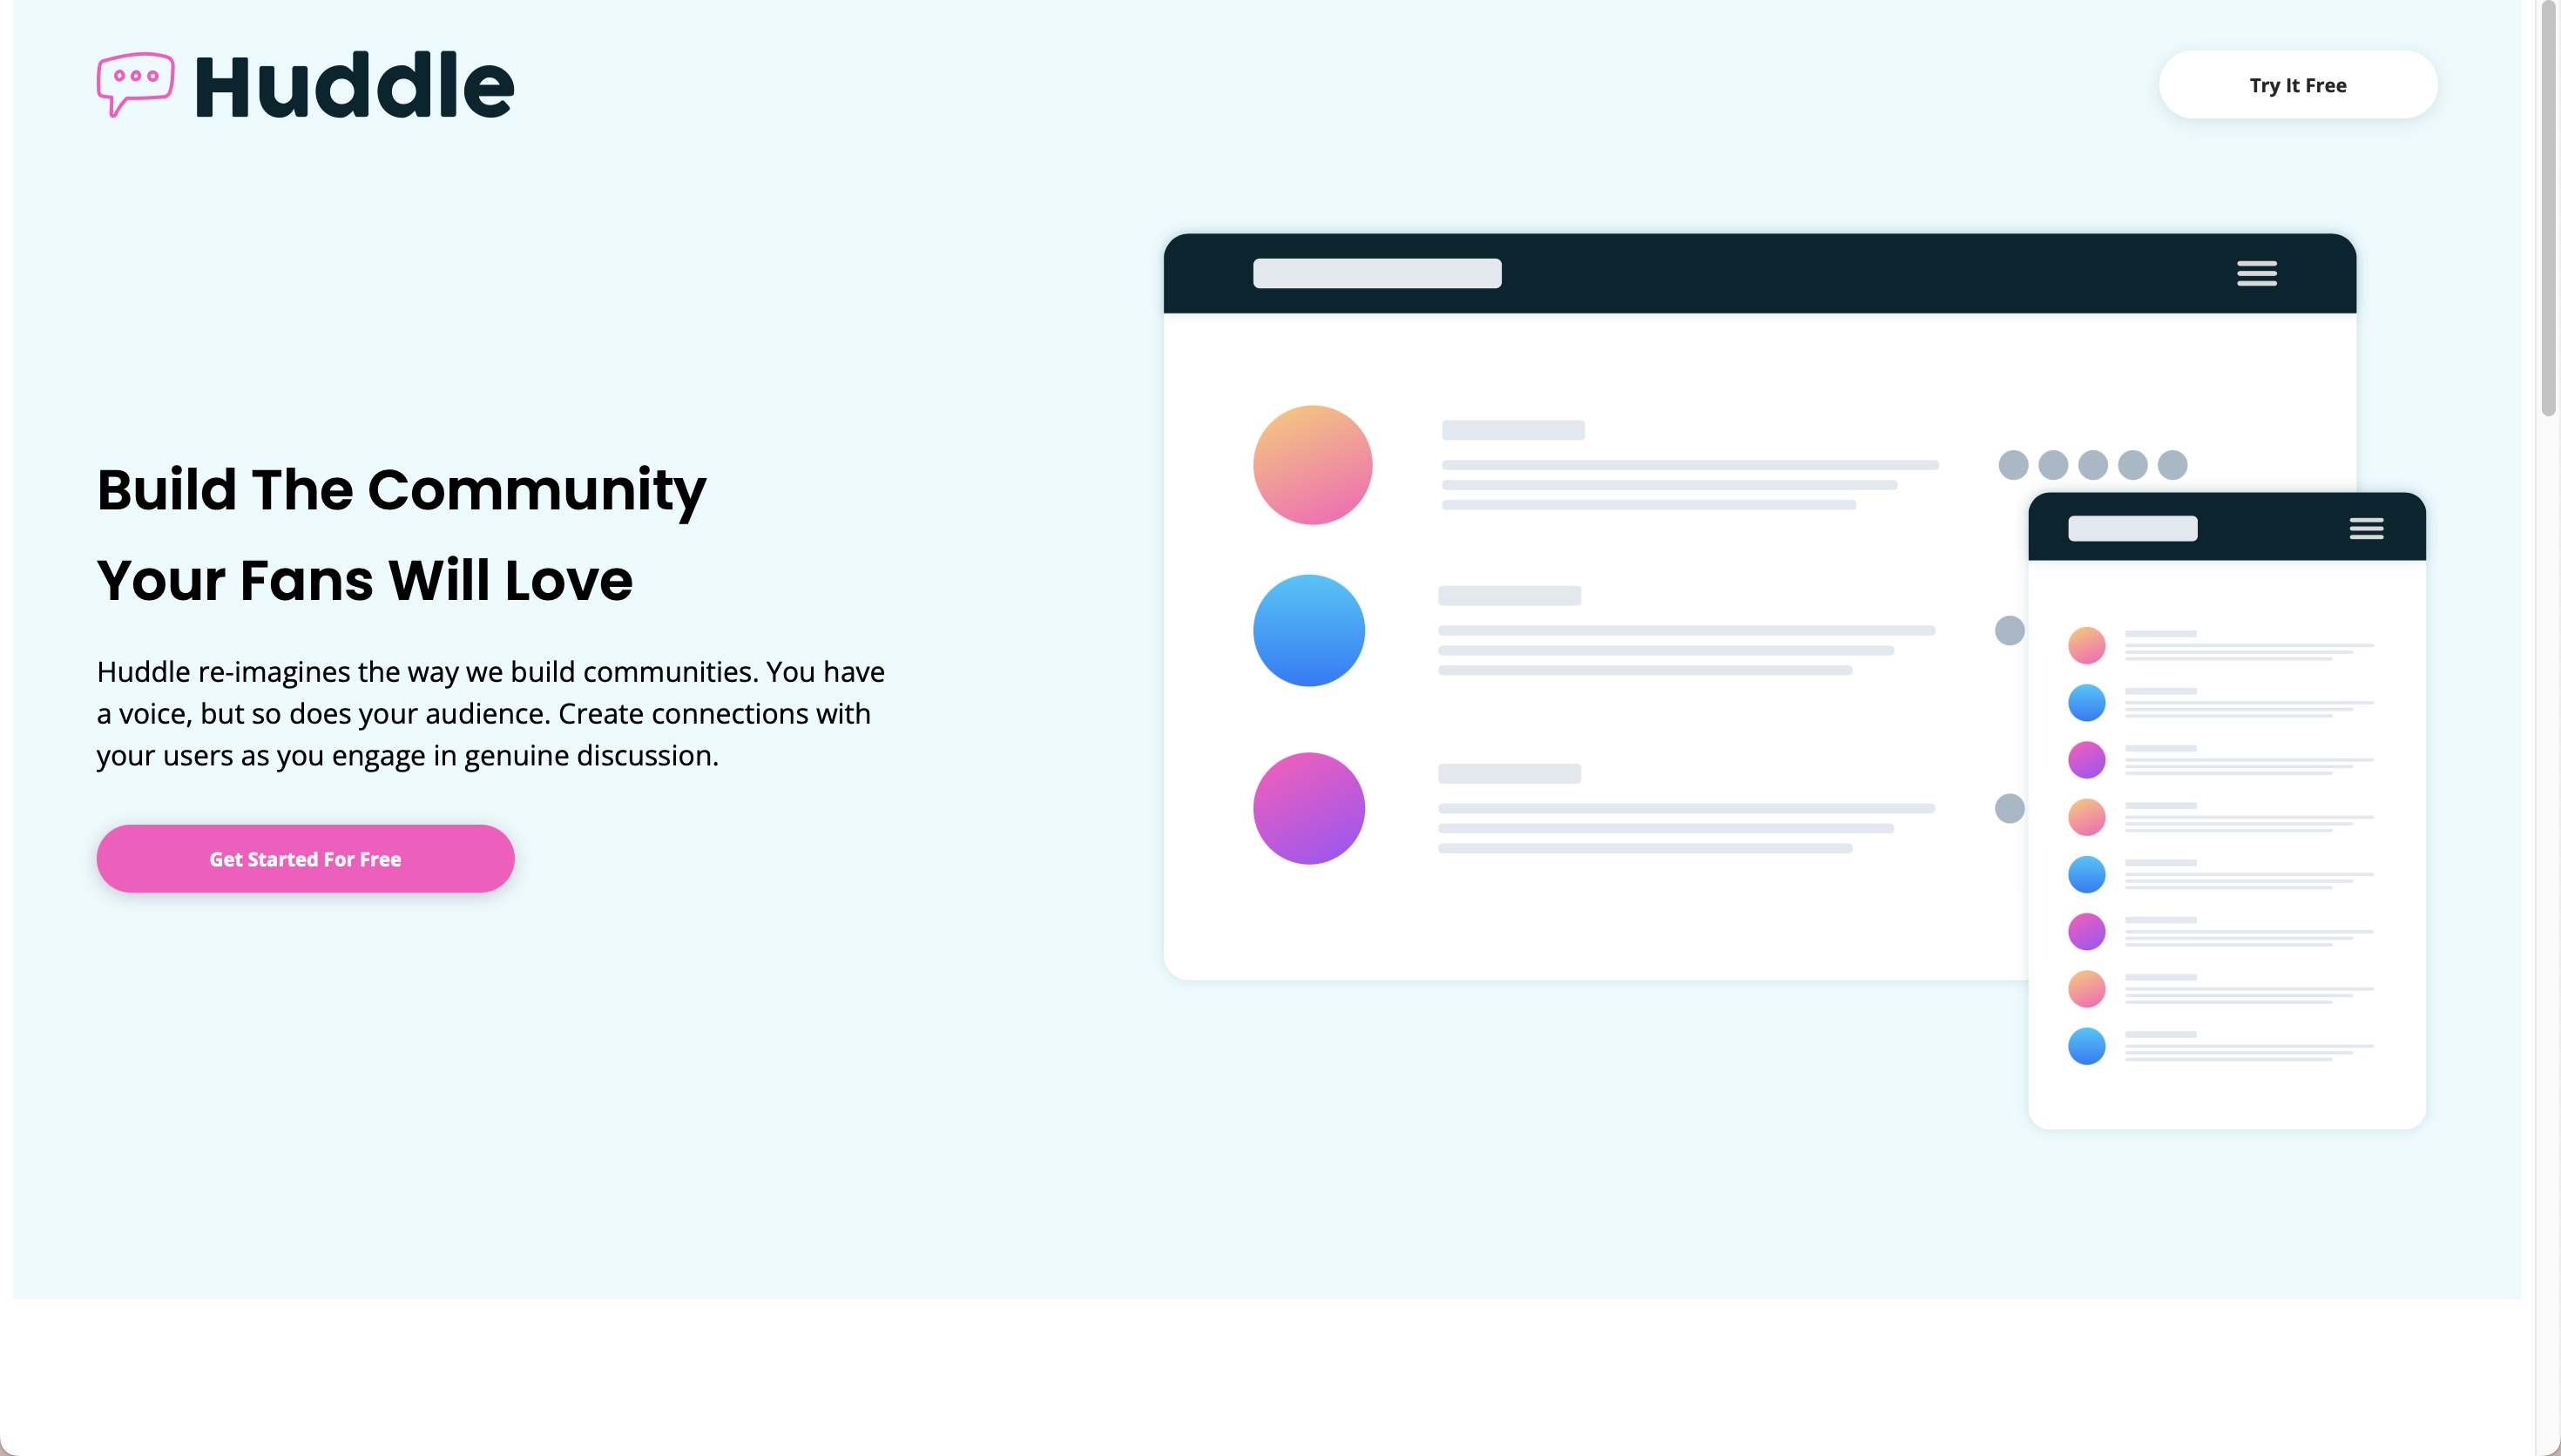 Huddle
Try It Free
Build The Community
Your Fans Will Love
Huddle re-imagines the way we build communities. You have
a voice, but so does your audience. Create connections with
your users as you engage in genuine discussion.
Get Started For Free